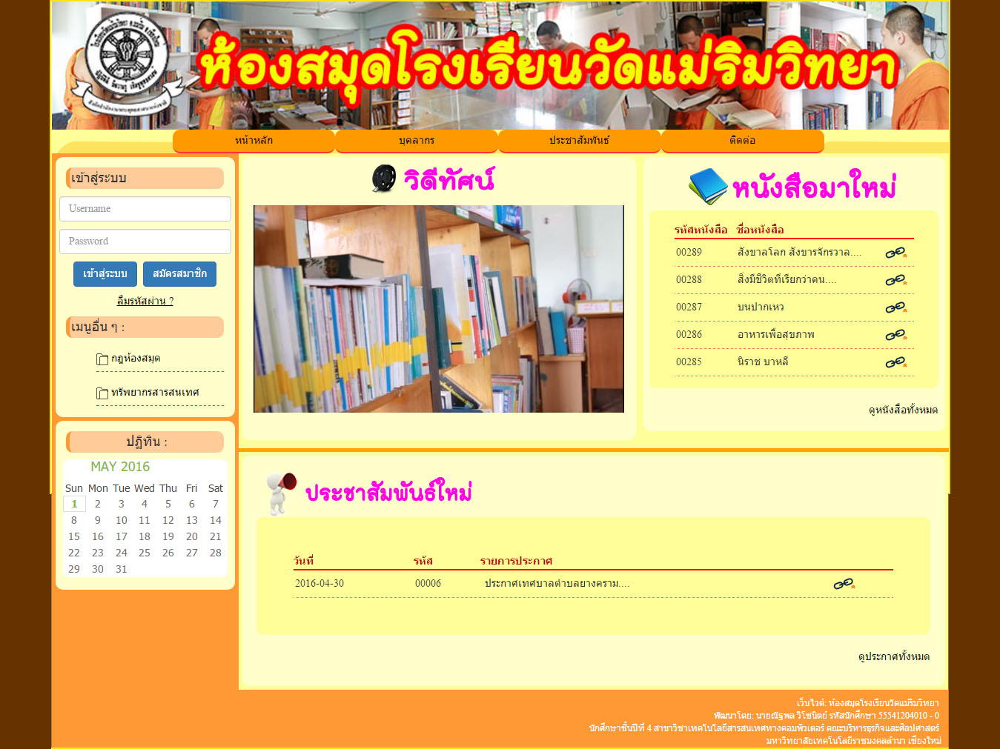 ห้องสมุดโรงเรียนวัดแม่ริมวิทยา
หน้าหลัก บุคลากร ประชาสัมพันธ์ ติดต่อ
เข้าสู่ระบบ
Username
Password
เข้าสู่ระบบ สมัครสมาชิก
ลืมรหัสผ่าน ?
เมนูอื่น ๆ :
กฎห้องสมุด
ทรัพยากรสารสนเทศ
ปฏิทิน :
MAY 2016
Sun Mon Tue Wed Thu Fri Sat
1 2 3 4 5 6 7
8 9 10 11 12 13 14
15 16 17 18 19 20 21
22 23 24 25 26 27 28
29 30 31
วิดีทัศน์
หนังสือมาใหม่
รหัสหนังสือ ชื่อหนังสือ
00289 สังขาลโลก สังขารจักรวาล....
00288 สิ่งมีชีวิตที่เรียกว่าคน....
00287 บนปากเหว
00286 อาหารเพื่อสุขภาพ
00285 นิราช บาหลี
ดูหนังสือทั้งหมด
ประชาสัมพันธ์ใหม่
วันที่ รหัส รายการประกาศ
2016-04-30 00006 ประกาศเทศบาลตำบลยางคราม....
ดูประกาศทั้งหมด
เว็บไวต์: ห้องสมุดโรงเรียนวัดแม่ริมวิทยา
พัฒนาโดย: นายณัฐพล วิโชนิตย์ รหัสนักศึกษา 55541204010 - 0
นักศึกษาชั้นปีที่ 4 สาขาวิชาเทคโนโลยีสารสนเทศทางคอมพิวเตอร์ คณะบริหารธุรกิจและศิลปศาสตร์
มหาวิทยาลัยเทคโนโลยีราชมงคลล้านา เชียงใหม่